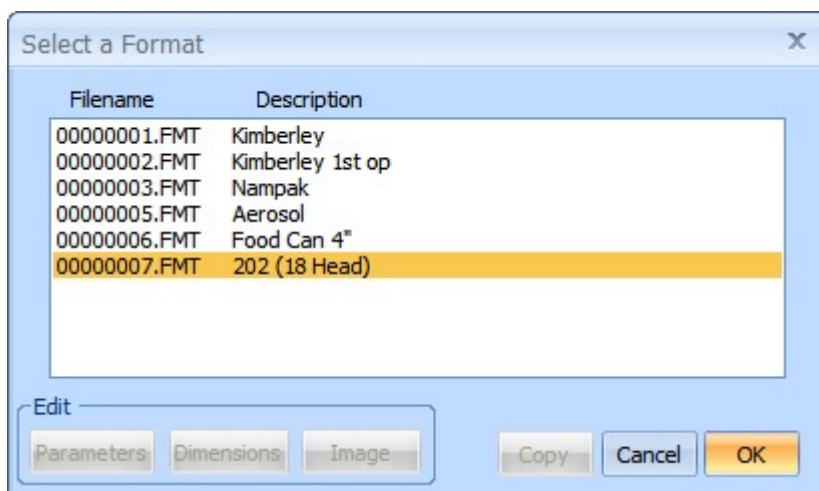 Select a Format
Filename Description
00000001.FMT Kimberley
00000002.FMT Kimberley 1st op
00000003.FMT Nampak
00000005.FMT Aerosol
00000006.FMT Food Can 4"
00000007.FMT 202 (18 Head)
Edit
Parameters Dimensions Image Copy Cancel OK